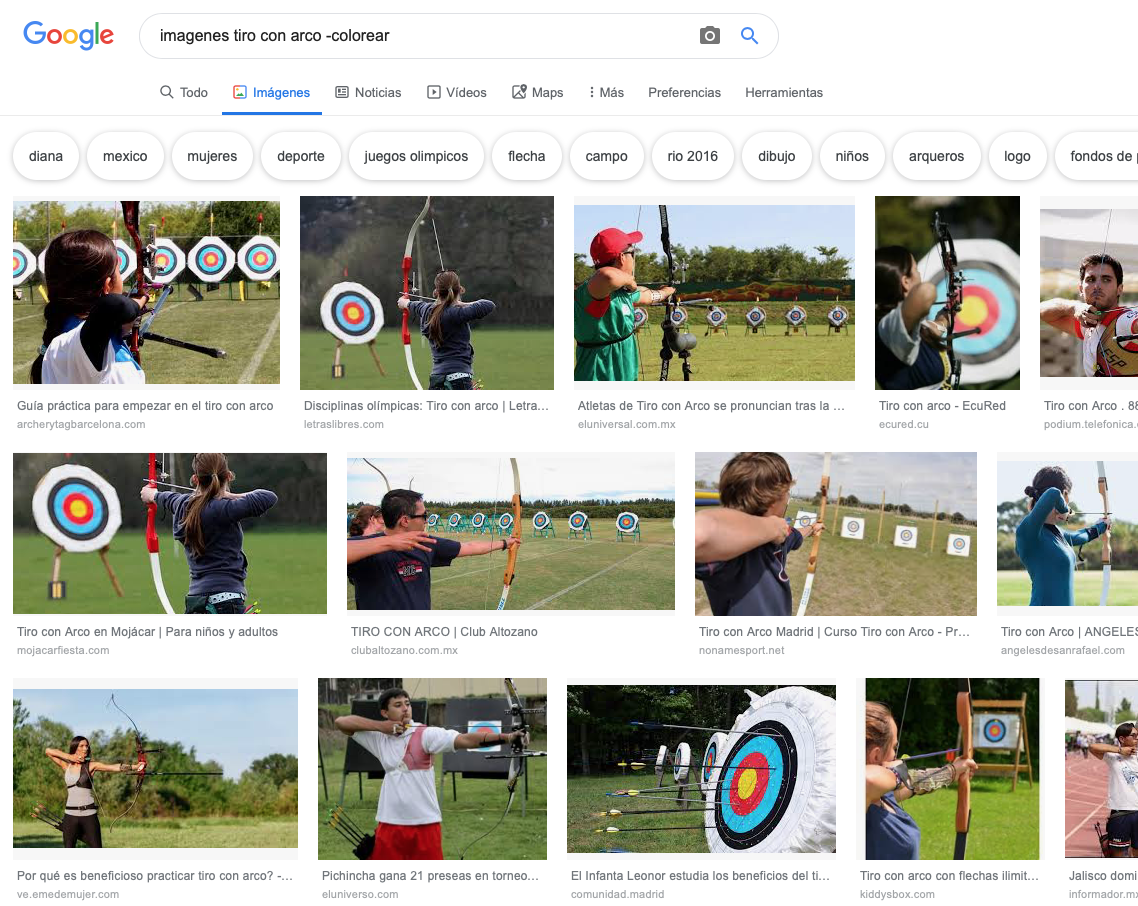 Google
imagenes tiro con arco -colorear
Todo
Imágenes
Noticias
Vídeos
Maps
Más
Preferencias
Herramientas
diana
mexico
mujeres
deporte
juegos olimpicos
flecha
campo
rio 2016
dibujo
niños
arqueros
logo
fondos de
Guía práctica para empezar en el tiro con arco
archerytagbarcelona.com
Disciplinas olímpicas: Tiro con arco | Letra...
letraslibres.com
Atletas de Tiro con Arco se pronuncian tras la ...
eluniversal.com.mx
Tiro con arco - EcuRed
ecured.cu
Tiro con Arco . 88
podium.telefonica.
Tiro con Arco en Mojácar | Para niños y adultos
mojacarfiesta.com
TIRO CON ARCO | Club Altozano
clubaltozano.com.mx
Tiro con Arco Madrid | Curso Tiro con Arco - Pr...
nonamesport.net
Tiro con Arco | ANGELES
angelesdesanrafael.com
Por qué es beneficioso practicar tiro con arco? -...
ve.emedemujer.com
Pichincha gana 21 preseas en torneo...
eluniverso.com
El Infanta Leonor estudia los beneficios del ti...
comunidad.madrid
Tiro con arco con flechas ilimit...
kiddysbox.com
Jalisco domi
informador.mx